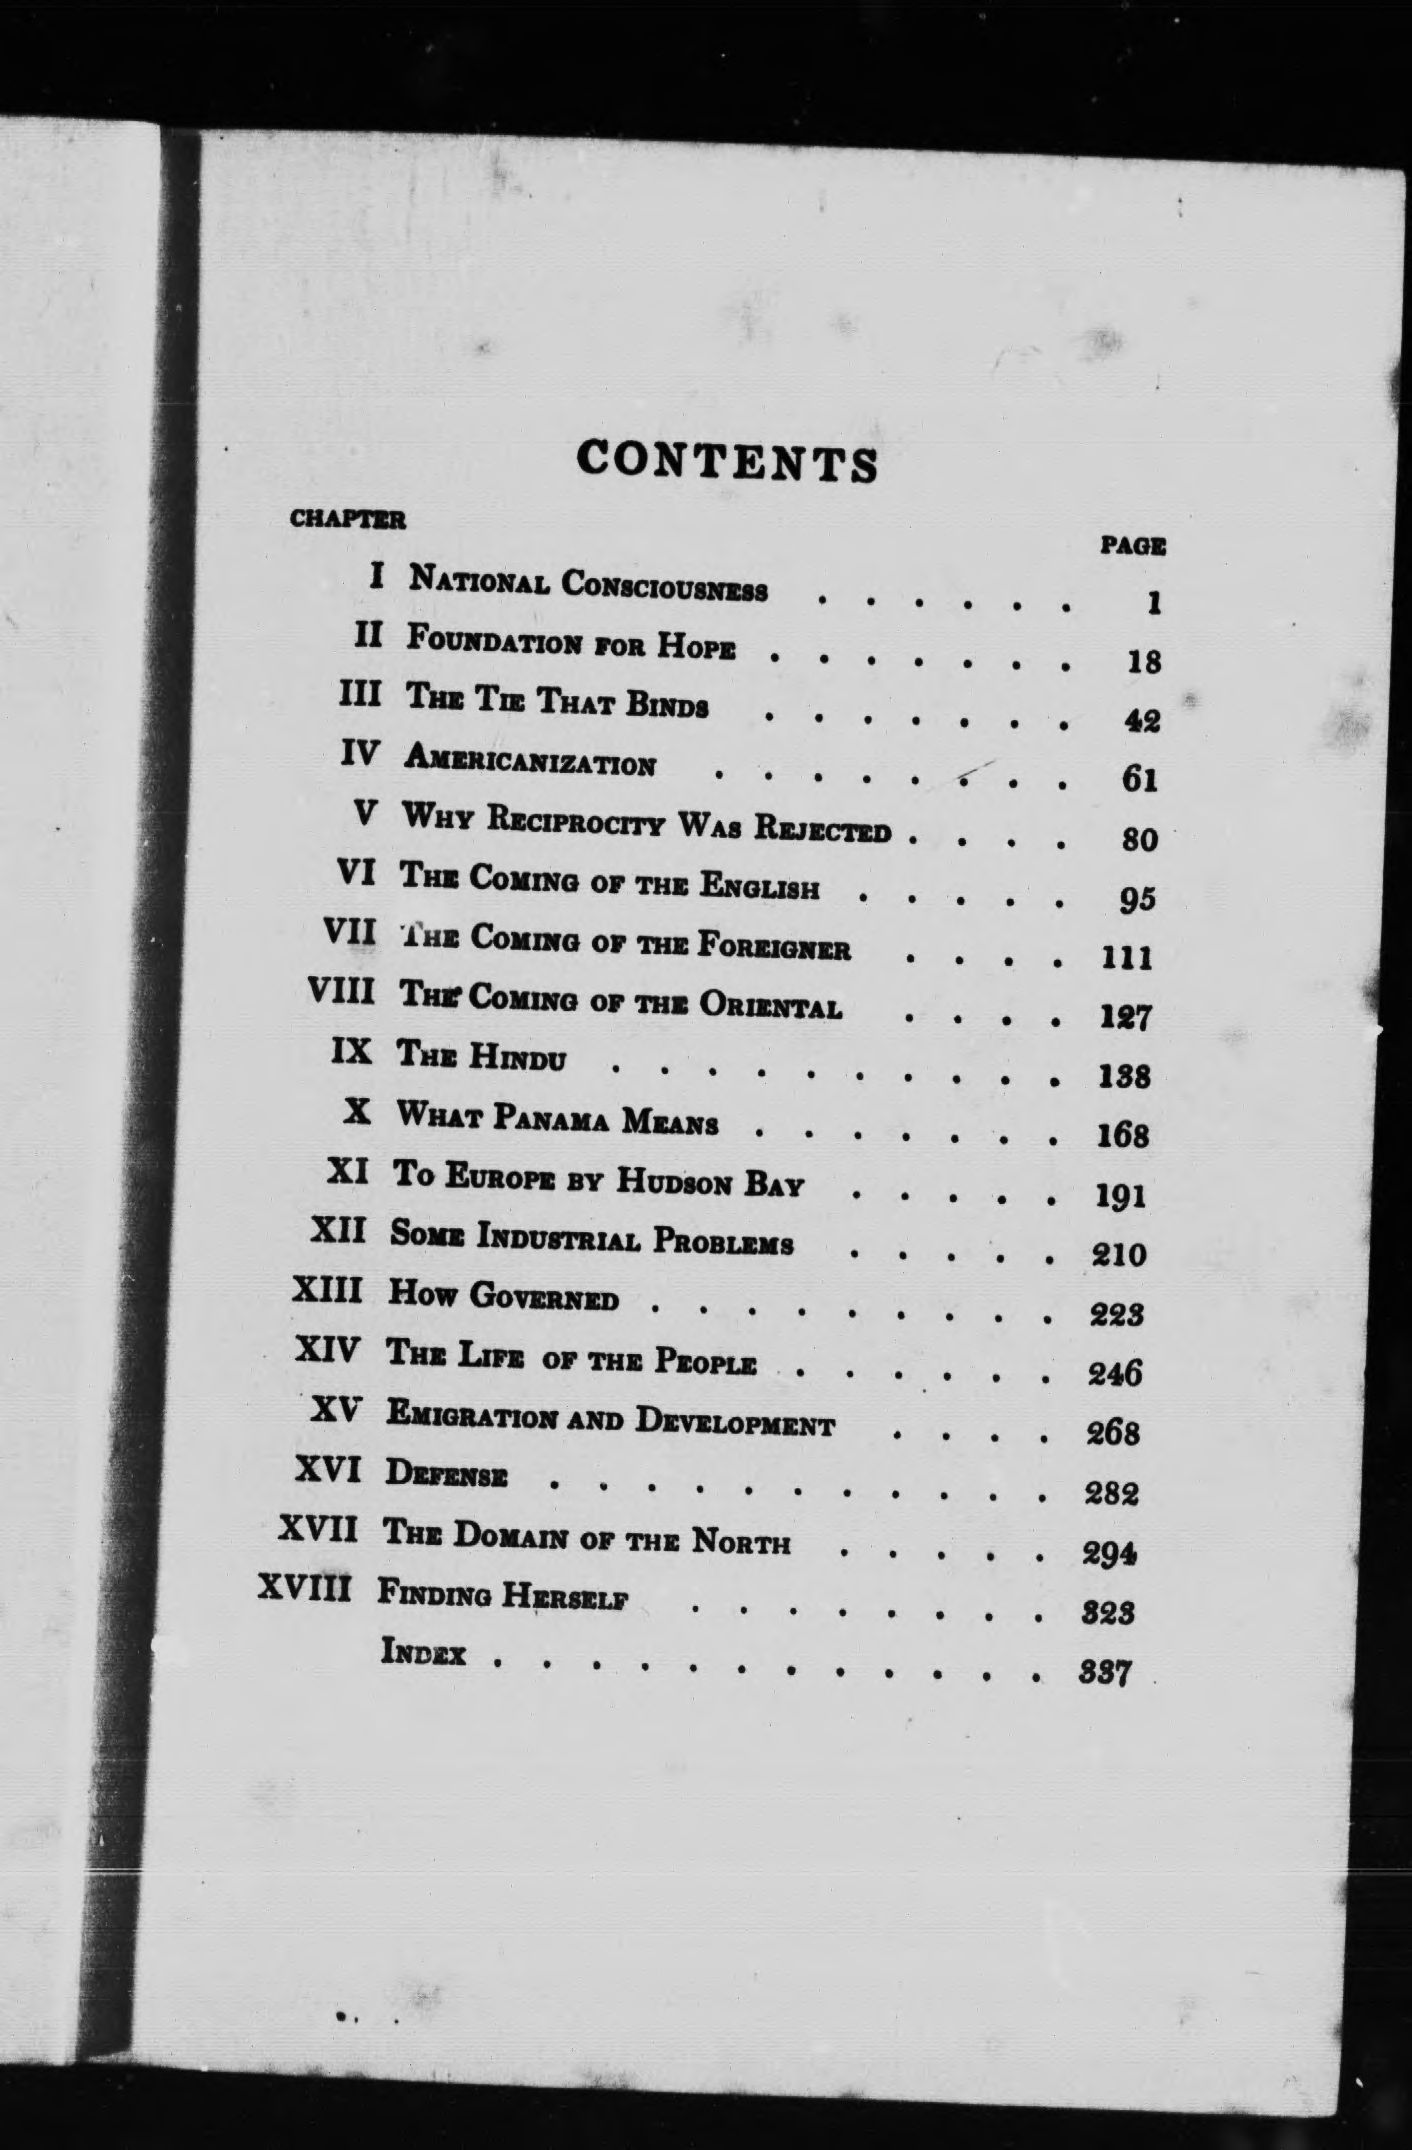 CONTENTS
CHAPTER PAGE
I National Consciousness . . . . . . 1
II Foundation for Hope . . . . . . . 18
III The Tie That Binds . . . . . . . 42
IV Americanization . . . . . . . . 61
V Why Reciprocity Was Rejected . . . . 80
VI The Coming of the English . . . . . 95
VII The Coming of the Foreigner . . . . 111
VIII The Coming of the Oriental . . . . 127
IX The Hindu . . . . . . . . . . 138
X What Panama Means . . . . . . . 168
XI To Europe by Hudson Bay . . . . . 191
XII Some Industrial Problems . . . . . 210
XIII How Governed . . . . . . . . . 223
XIV The Life of the People . . . . . . 246
XV Emigration and Development . . . . 268
XVI Defense . . . . . . . . . . . 282
XVII The Domain of the North . . . . . 294
XVIII Finding Herself . . . . . . . . 323
Index . . . . . . . . . . . . 337